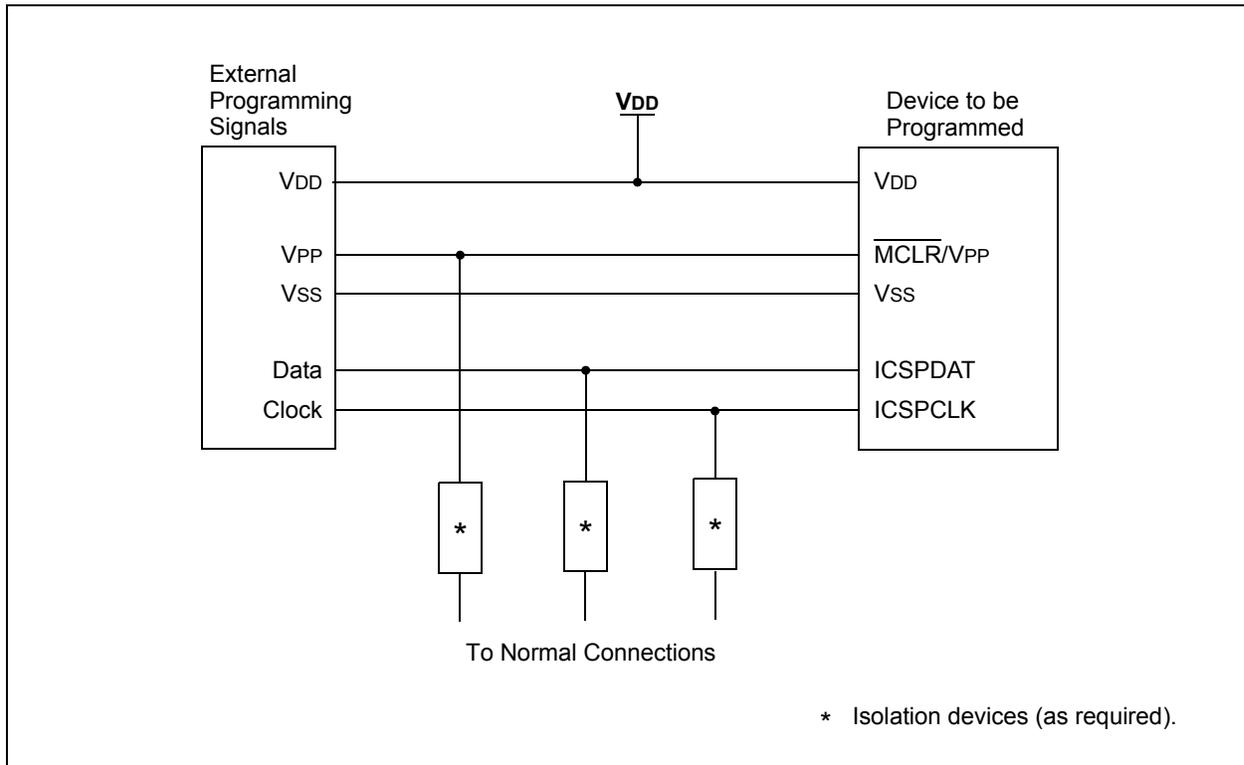 External
Programming
Signals
VDD
Device to be
Programmed
VDD
VDD
VPP
MCLR/VPP
VSS
VSS
Data
ICSPDAT
Clock
ICSPCLK
*
*
*
To Normal Connections
* Isolation devices (as required).